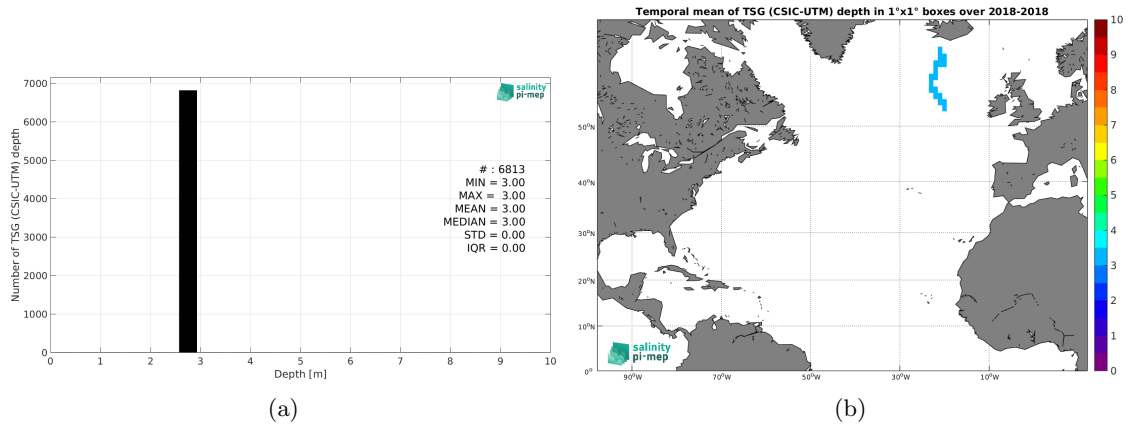 7000
6000
5000
4000
3000
2000
1000
0
Number of TSG (CSIC-UTM) depth
salinity
pi-mep
# : 6813
MIN = 3.00
MAX = 3.00
MEAN = 3.00
MEDIAN = 3.00
STD = 0.00
IQR = 0.00
0 1 2 3 4 5 6 7 8 9 10
Depth [m]
(a)
Temporal mean of TSG (CSIC-UTM) depth in 1°x1° boxes over 2018-2018
50°N
40°N
30°N
20°N
10°N
0°
90°W 70°W 50°W 30°W 10°W
salinity
pi-mep
10
9
8
7
6
5
4
3
2
1
0
(b)